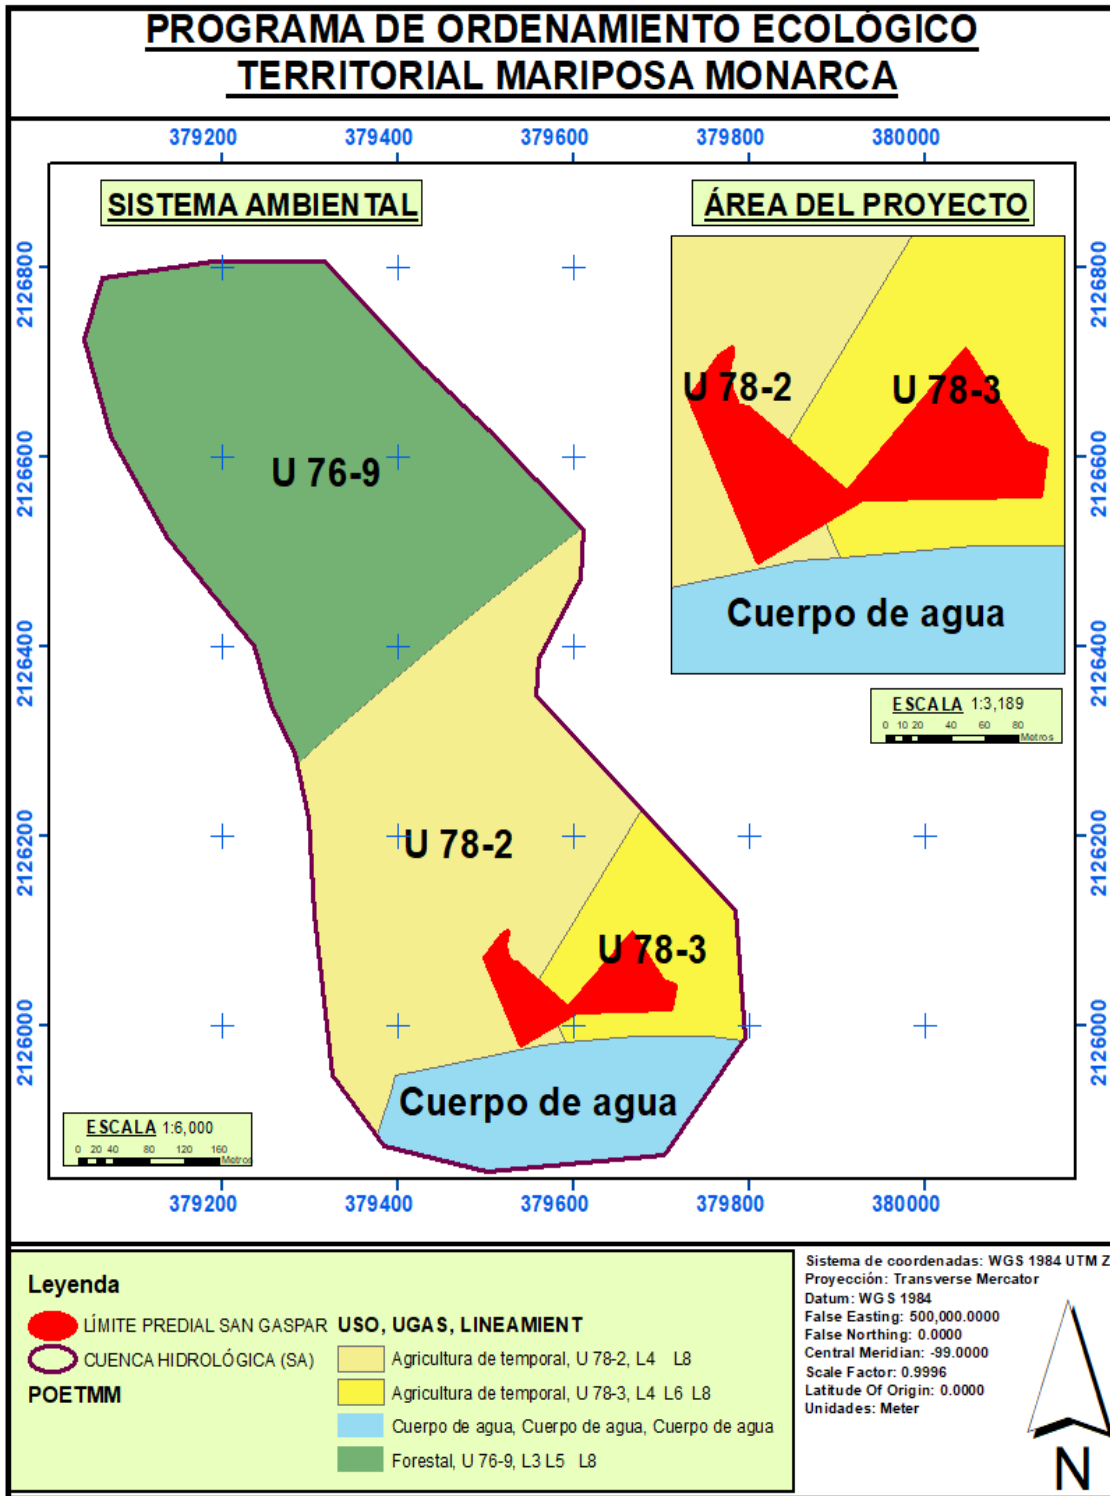 PROGRAMA DE ORDENAMIENTO ECOLÓGICO
TERRITORIAL MARIPOSA MONARCA
379200 379400 379600 379800 380000
SISTEMA AMBIENTAL
ÁREA DEL PROYECTO
2126800
2126800
U 78-2
U 78-3
U 76-9
2126600
2126600
Cuerpo de agua
2126400
2126400
ESCALA 1:3,189
0 10 20 40 60 80
Metros
2126200
2126200
U 78-2
U 78-3
2126000
2126000
Cuerpo de agua
ESCALA 1:6,000
0 20 40 80 120 160
Metros
379200 379400 379600 379800 380000
Leyenda
LÍMITE PREDIAL SAN GASPAR
CUENCA HIDROLÓGICA (SA)
POETMM
USO, UGAS, LINEAMIENT
Agricultura de temporal, U 78-2, L4 L8
Agricultura de temporal, U 78-3, L4 L6 L8
Cuerpo de agua, Cuerpo de agua, Cuerpo de agua
Forestal, U 76-9, L3 L5 L8
Sistema de coordenadas: WGS 1984 UTM Z
Proyección: Transverse Mercator
Datum: WGS 1984
False Easting: 500,000.0000
False Northing: 0.0000
Central Meridian: -99.0000
Scale Factor: 0.9996
Latitude Of Origin: 0.0000
Unidades: Meter
N